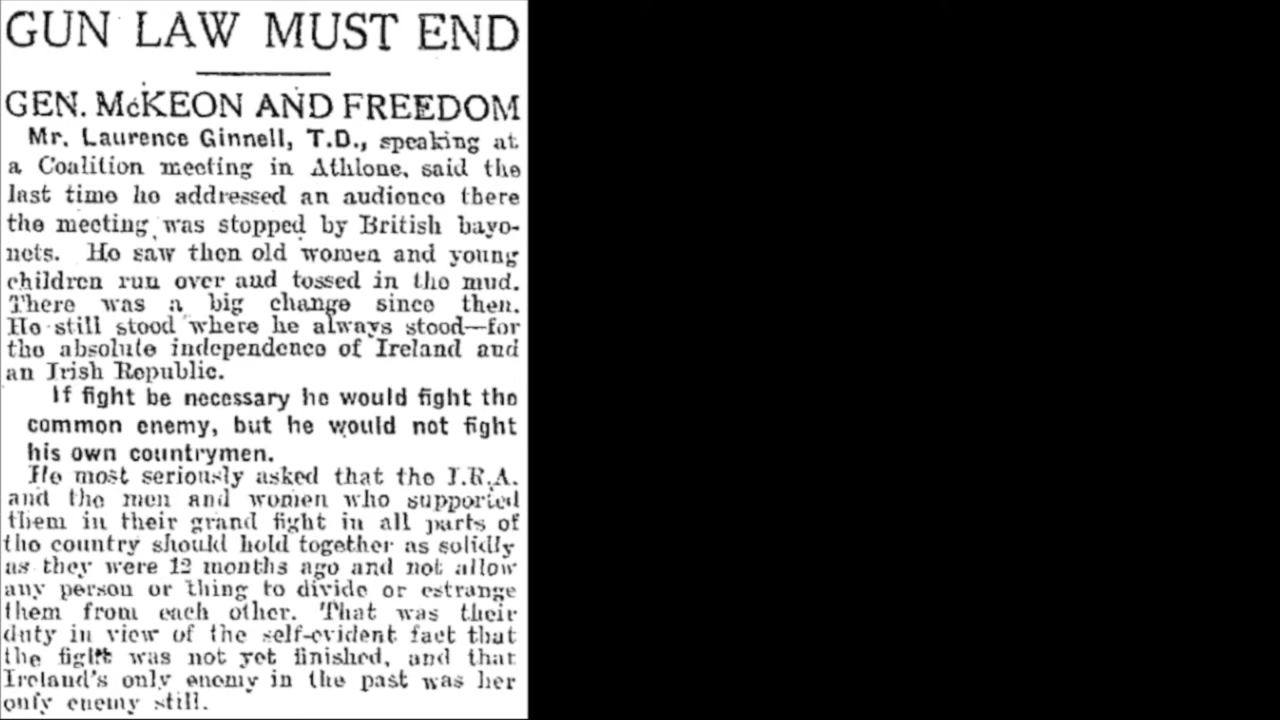 GUN LAW MUST END
GEN. McKEON AND FREEDOM
Mr. Laurence Ginnell, T.D., speaking at
a Coalition meeting in Athlone, said the
last time he addressed an audience there
the meeting was stopped by British bayo-
nets. He saw then old women and young
children run over and tossed in the mud.
There was a big change since then.
He still stood where he always stood—for
the absolute independence of Ireland and
an Irish Republic.
If fight be necessary he would fight the
common enemy, but he would not fight
his own countrymen.
He most seriously asked that the I.R.A.
and the men and women who supported
them in their grand fight in all parts of
the country should hold together as solidly
as they were 12 months ago and not allow
any person or thing to divide or estrange
them from each other. That was their
duty in view of the self-evident fact that
the fight was not yet finished, and that
Ireland's only enemy in the past was her
only enemy still.